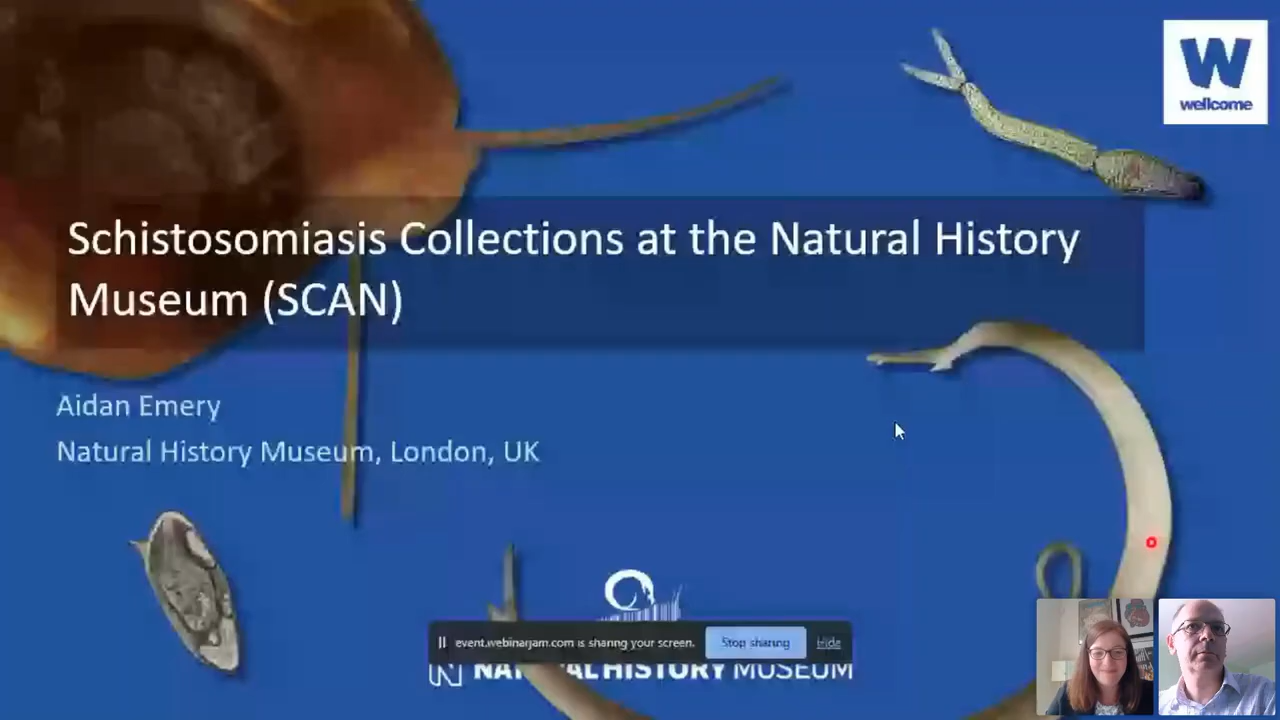 W
wellcome
Schistosomiasis Collections at the Natural History
Museum (SCAN)
Aidan Emery
Natural History Museum, London, UK
event.webinarjam.com is sharing your screen. Stop sharing Hide
HISTORY MUSEUM